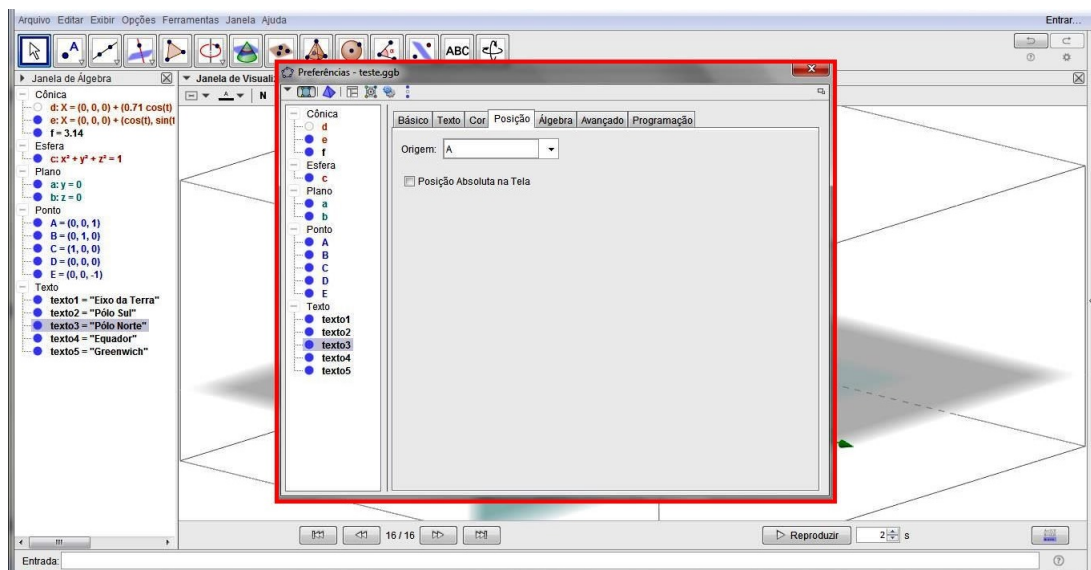 Arquivo Editar Exibir Opções Ferramentas Janela Ajuda
Entrar...
ABC
Janela de Álgebra
Janela de Visuali
N
Cônica
d: X = (0, 0, 0) + (0.71 cos(t)
e: X = (0, 0, 0) + (cos(t), sin(t
f = 3.14
Esfera
c: x² + y² + z² = 1
Plano
a: y = 0
b: z = 0
Ponto
A = (0, 0, 1)
B = (0, 1, 0)
C = (1, 0, 0)
D = (0, 0, 0)
E = (0, 0, -1)
Texto
texto1 = "Eixo da Terra"
texto2 = "Pólo Sul"
texto3 = "Pólo Norte"
texto4 = "Equador"
texto5 = "Greenwich"
Preferências - teste.ggb
Cônica
d
e
f
Esfera
c
Plano
a
b
Ponto
A
B
C
D
E
Texto
texto1
texto2
texto3
texto4
texto5
Básico Texto Cor Posição Álgebra Avançado Programação
Origem: A
Posição Absoluta na Tela
16 / 16
Reproduzir 2 s
Entrada: